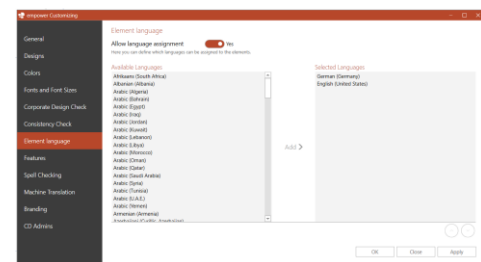 empower Customizing
General
Designs
Colors
Fonts and Font Sizes
Corporate Design Check
Consistency Check
Element language
Features
Spell Checking
Machine Translation
Branding
CD Admins
Element language
Allow language assignment Yes
Here you can define which languages can be assigned to the elements.
Available Languages
Afrikaans (South Africa)
Albanian (Albania)
Arabic (Algeria)
Arabic (Bahrain)
Arabic (Egypt)
Arabic (Iraq)
Arabic (Jordan)
Arabic (Kuwait)
Arabic (Lebanon)
Arabic (Libya)
Arabic (Morocco)
Arabic (Oman)
Arabic (Qatar)
Arabic (Saudi Arabia)
Arabic (Syria)
Arabic (Tunisia)
Arabic (U.A.E.)
Arabic (Yemen)
Armenian (Armenia)
Azerbaijani (Cyrillic, Azerbaijan)
Add >
Selected Languages
German (Germany)
English (United States)
OK Close Apply